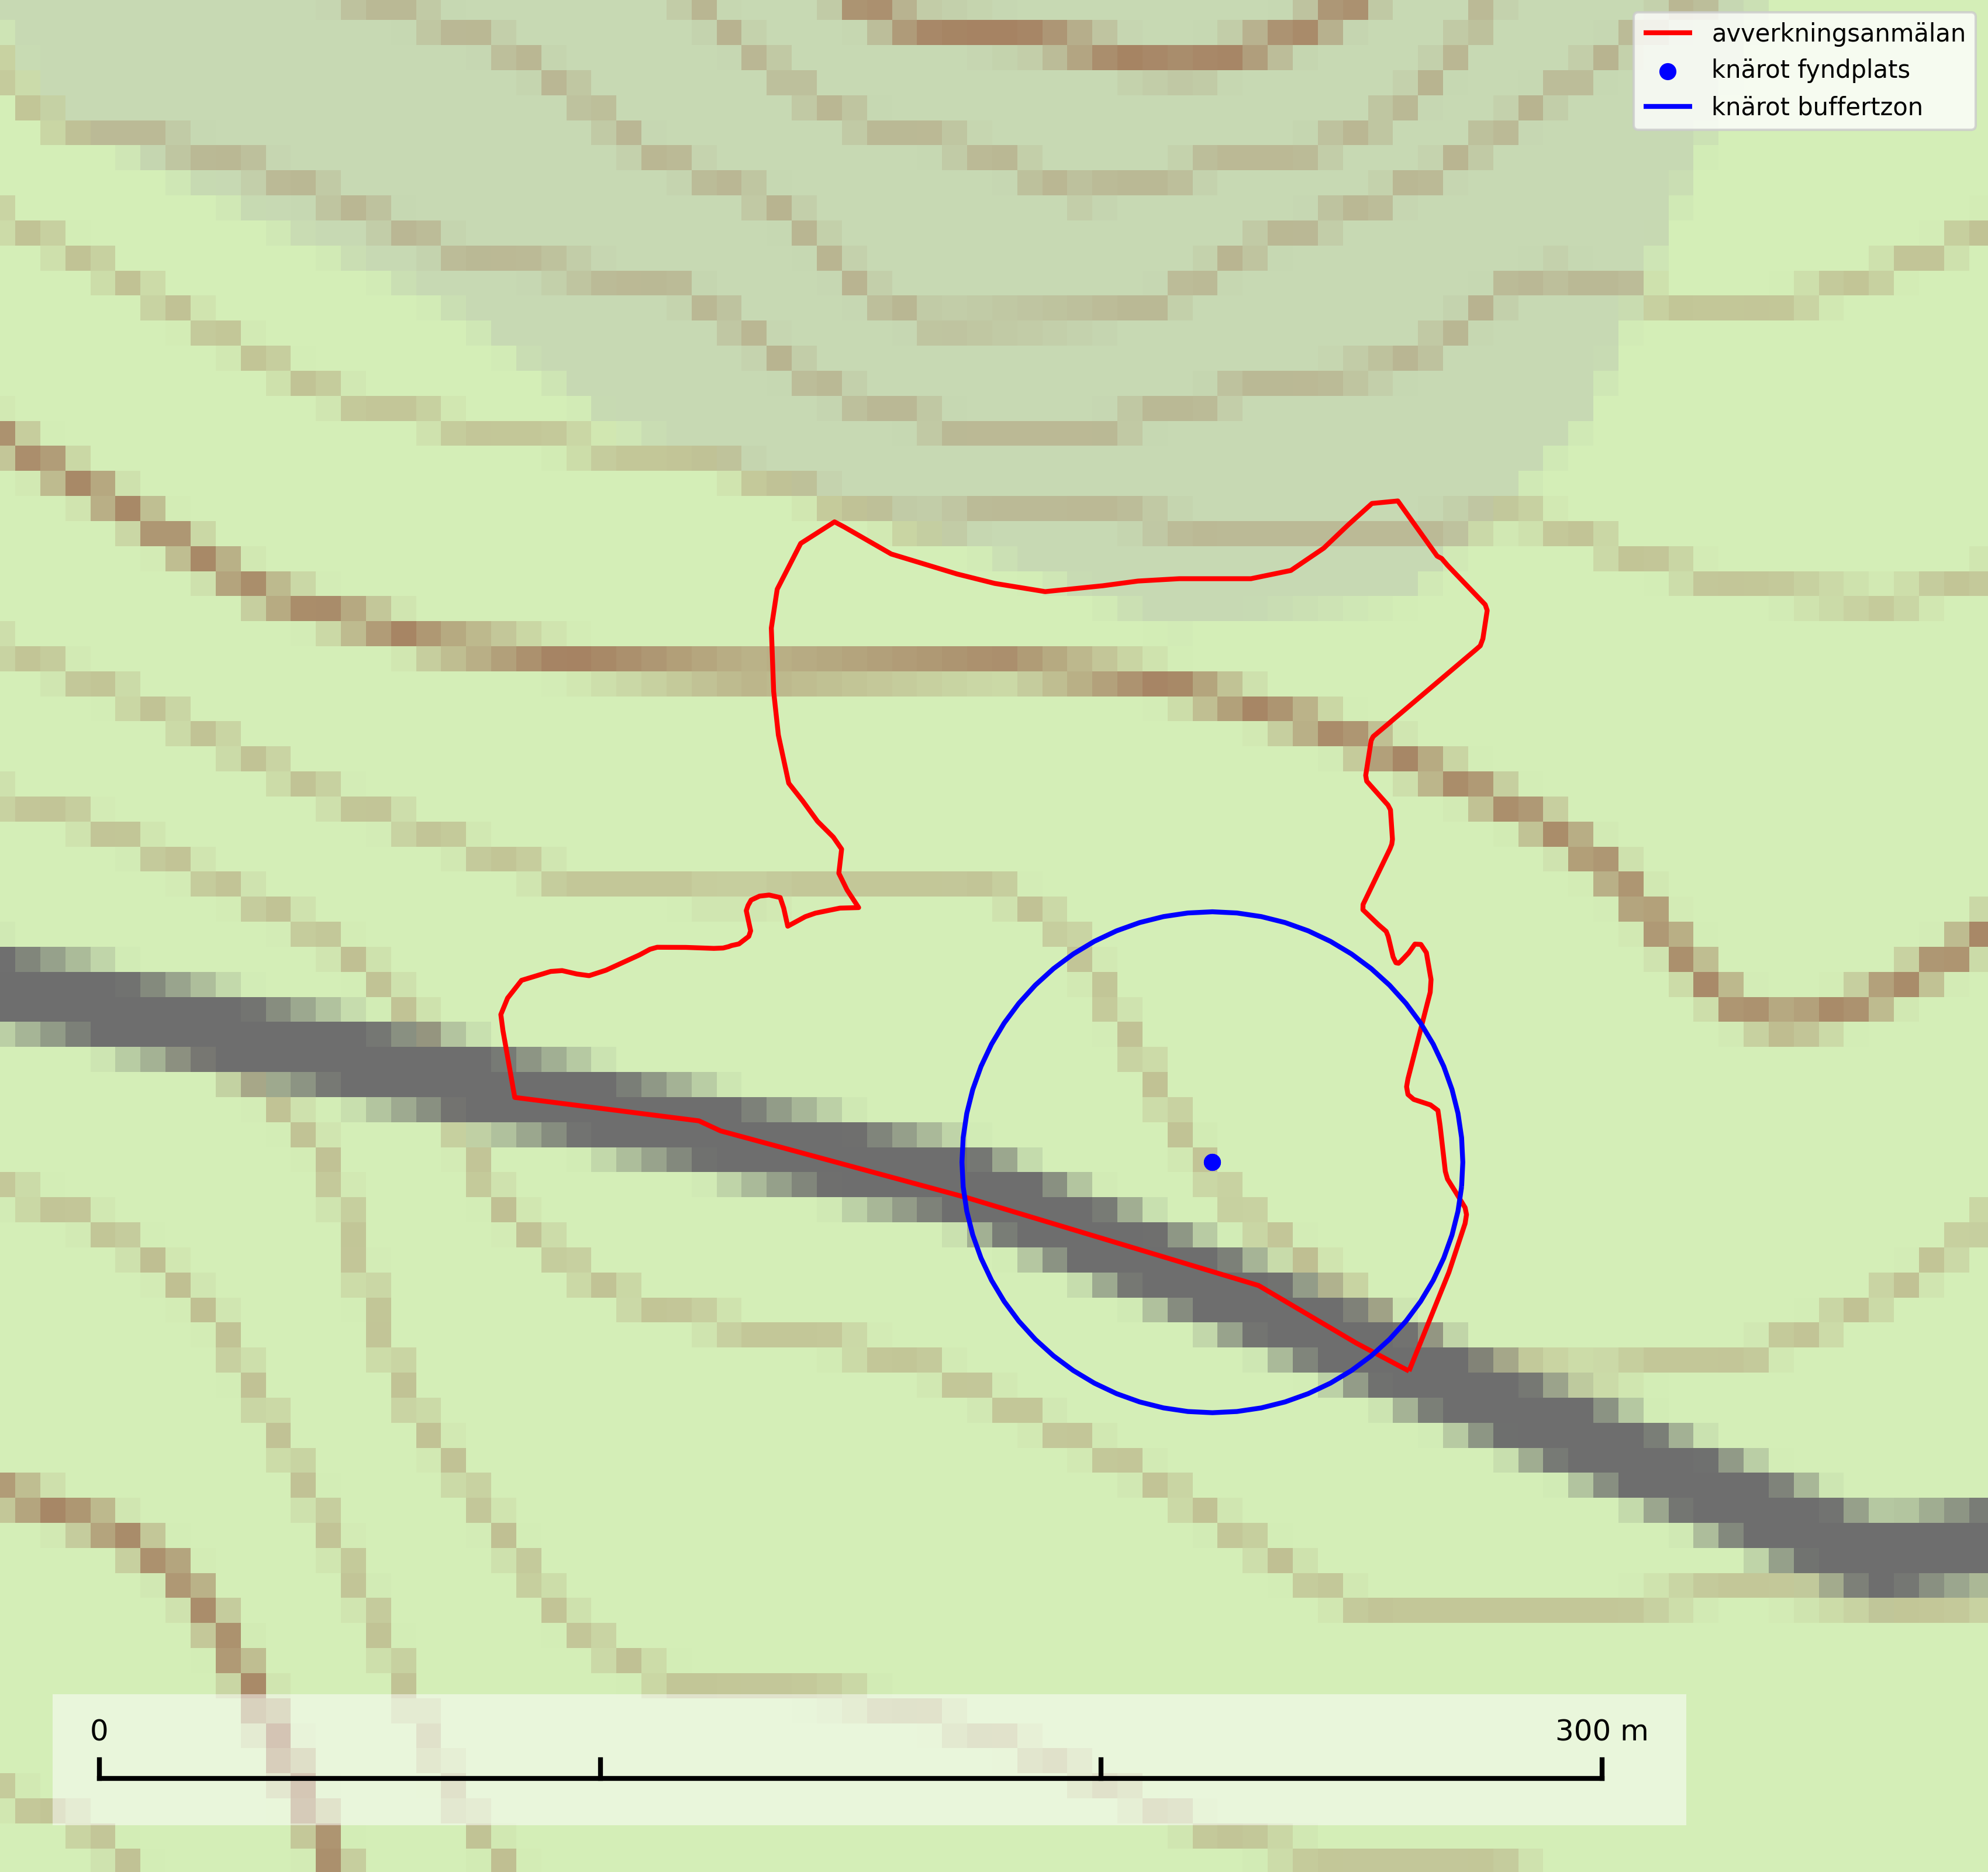 avverkningsanmälan
knärot fyndplats
knärot buffertzon
0 300 m